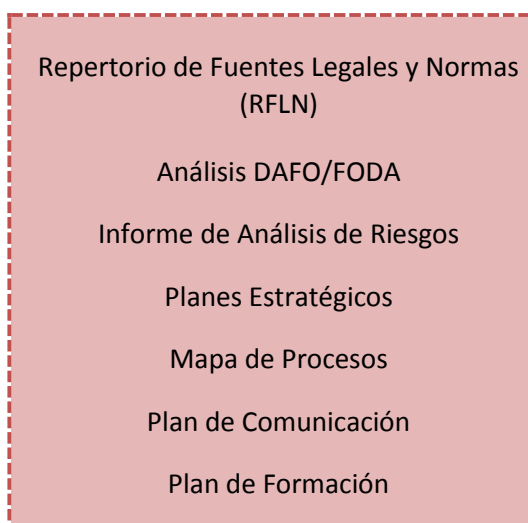 Repertorio de Fuentes Legales y Normas
(RFLN)
Análisis DAFO/FODA
Informe de Análisis de Riesgos
Planes Estratégicos
Mapa de Procesos
Plan de Comunicación
Plan de Formación